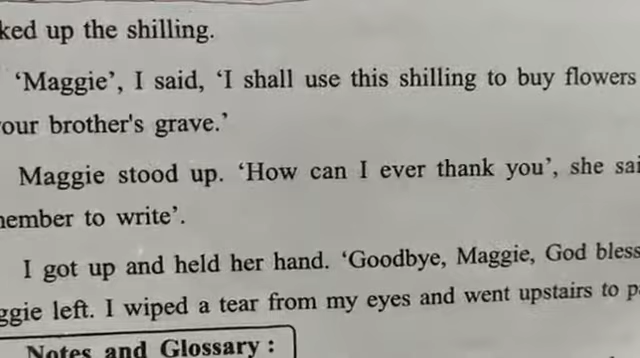 ked up the shilling.
'Maggie', I said, 'I shall use this shilling to buy flowers
our brother's grave.'
Maggie stood up. 'How can I ever thank you', she sai
member to write'.
I got up and held her hand. 'Goodbye, Maggie, God bless
ggie left. I wiped a tear from my eyes and went upstairs to p
Notes and Glossary :